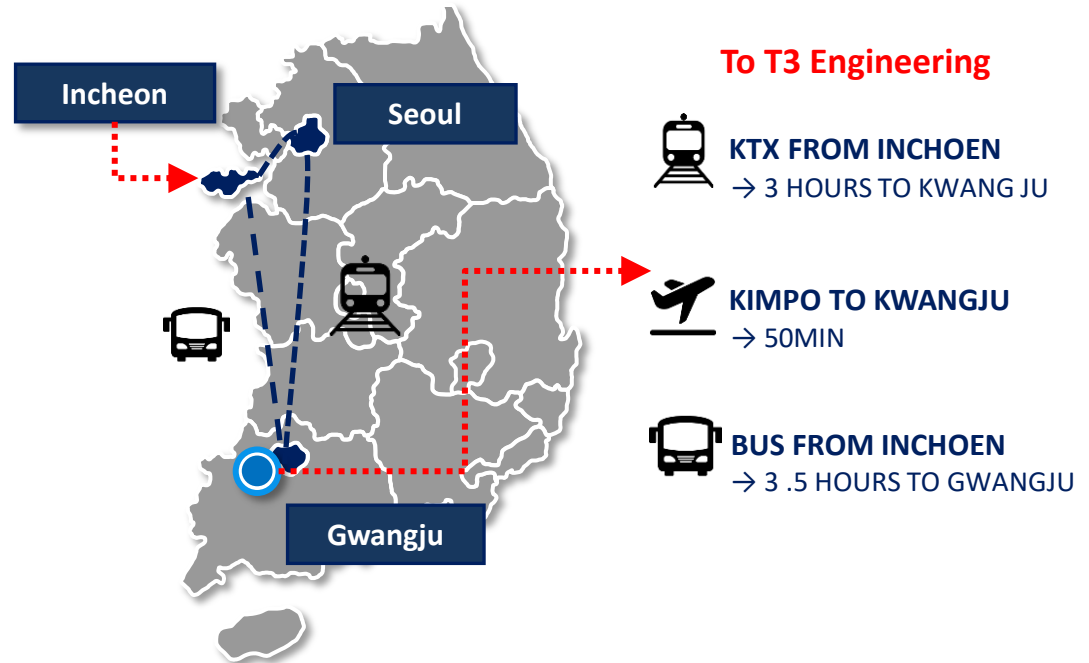 Incheon
Seoul
Gwangju
To T3 Engineering
KTX FROM INCHOEN
→ 3 HOURS TO KWANG JU
KIMPO TO KWANGJU
→ 50MIN
BUS FROM INCHOEN
→ 3 .5 HOURS TO GWANGJU